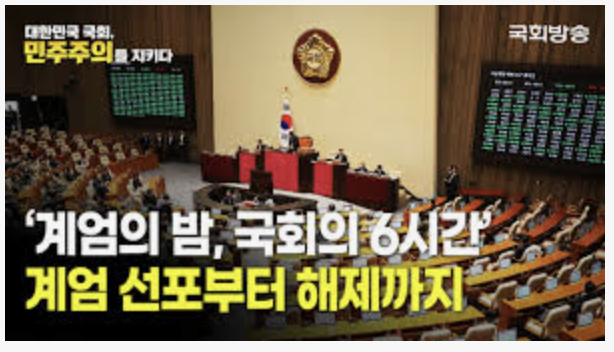 대한민국 국회,
민주주의를 지키다
국회방송
‘계엄의 밤, 국회의 6시간’
계엄 선포부터 해제까지